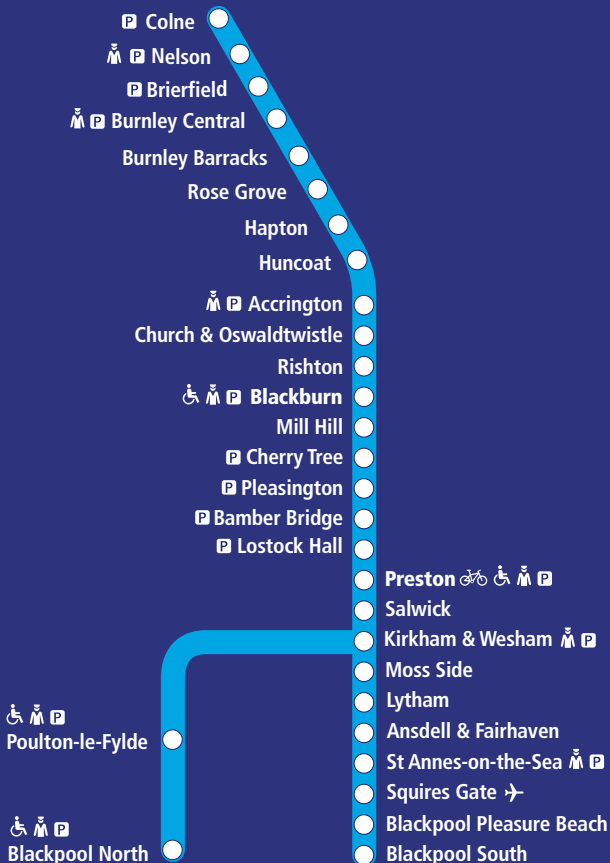 P Colne
P Nelson
P Brierfield
P Burnley Central
Burnley Barracks
Rose Grove
Hapton
Huncoat
P Accrington
Church & Oswaldtwistle
Rishton
P Blackburn
Mill Hill
P Cherry Tree
P Pleasington
P Bamber Bridge
P Lostock Hall
Preston P
Salwick
Kirkham & Wesham P
Moss Side
Lytham
Ansdell & Fairhaven
St Annes-on-the-Sea P
Squires Gate
Blackpool Pleasure Beach
Blackpool South
P
Poulton-le-Fylde
P
Blackpool North